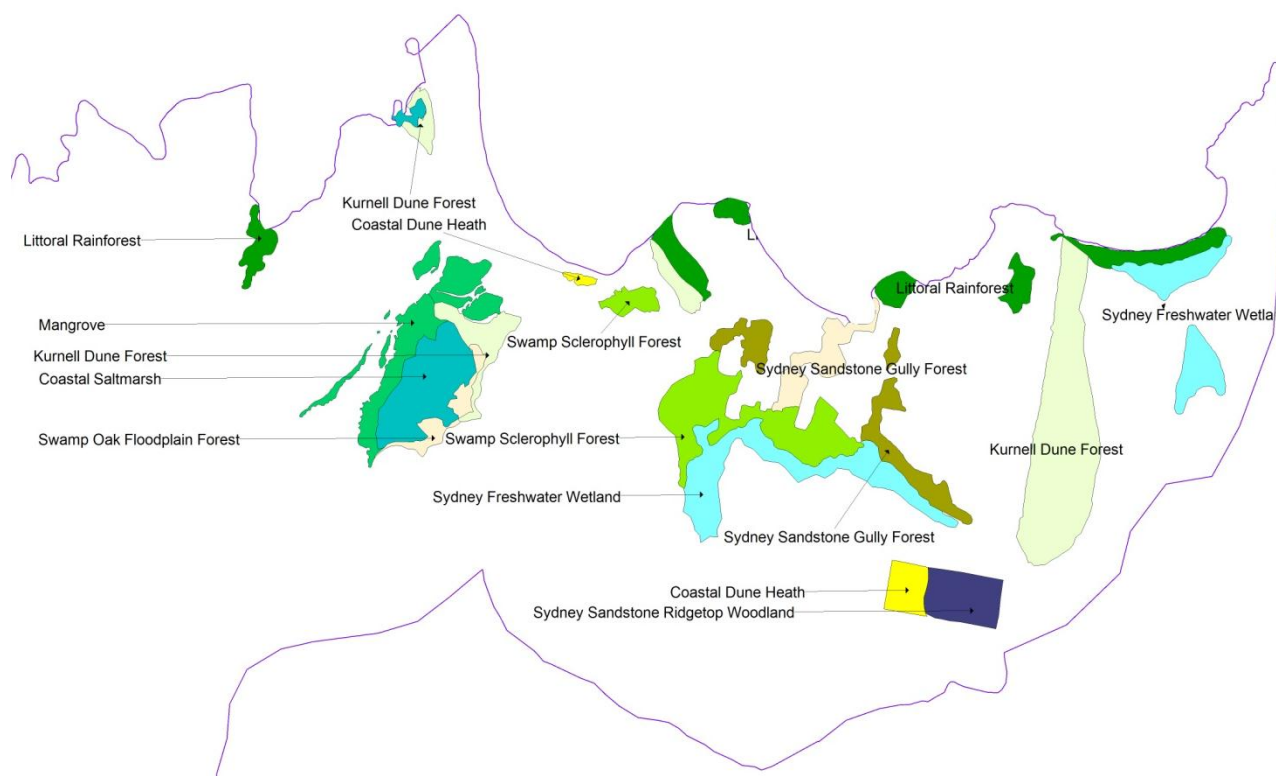 Kurnell Dune Forest
Coastal Dune Heath
Littoral Rainforest
Littoral Rainforest
Mangrove
Sydney Freshwater Wetla
Swamp Sclerophyll Forest
Kurnell Dune Forest
Sydney Sandstone Gully Forest
Coastal Saltmarsh
Swamp Oak Floodplain Forest
Swamp Sclerophyll Forest
Kurnell Dune Forest
Sydney Freshwater Wetland
Sydney Sandstone Gully Forest
Coastal Dune Heath
Sydney Sandstone Ridgetop Woodland